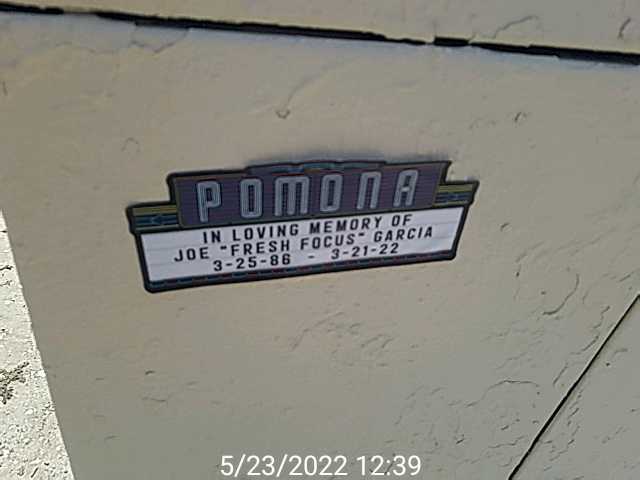 POMONA
IN LOVING MEMORY OF
JOE "FRESH FOCUS" GARCIA
3-25-86 - 3-21-22
5/23/2022 12:39